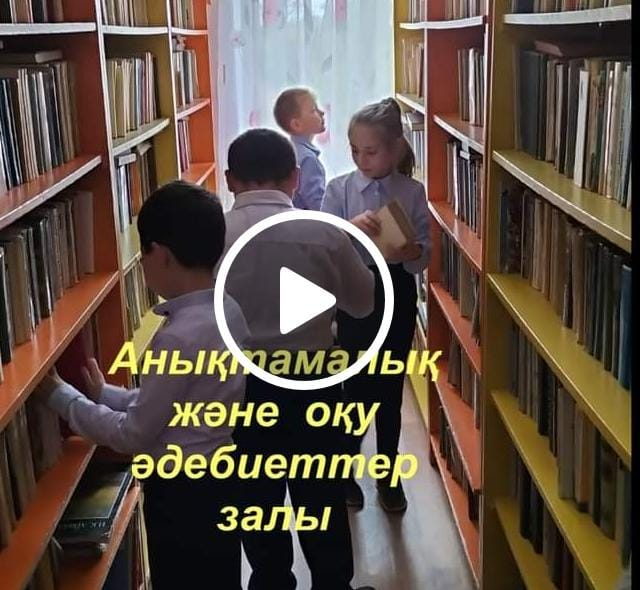 Анықтамалық
және оқу
әдебиеттер
залы